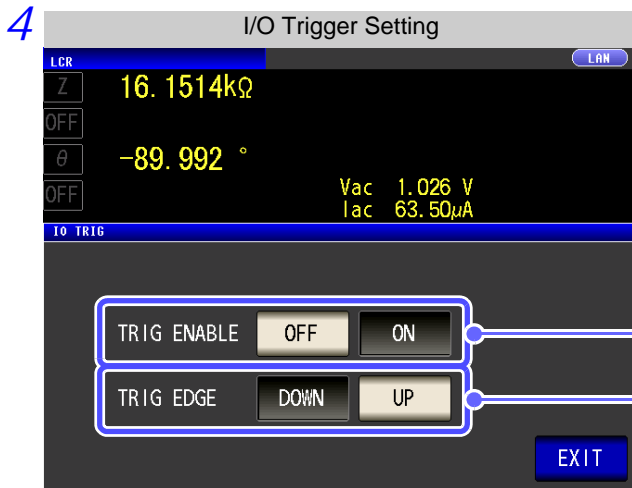 4
I/O Trigger Setting
LCR LAN
Z 16.1514kΩ
OFF
θ -89.992 °
OFF
Vac 1.026 V
Iac 63.50μA
IO TRIG
TRIG ENABLE OFF ON
TRIG EDGE DOWN UP
EXIT